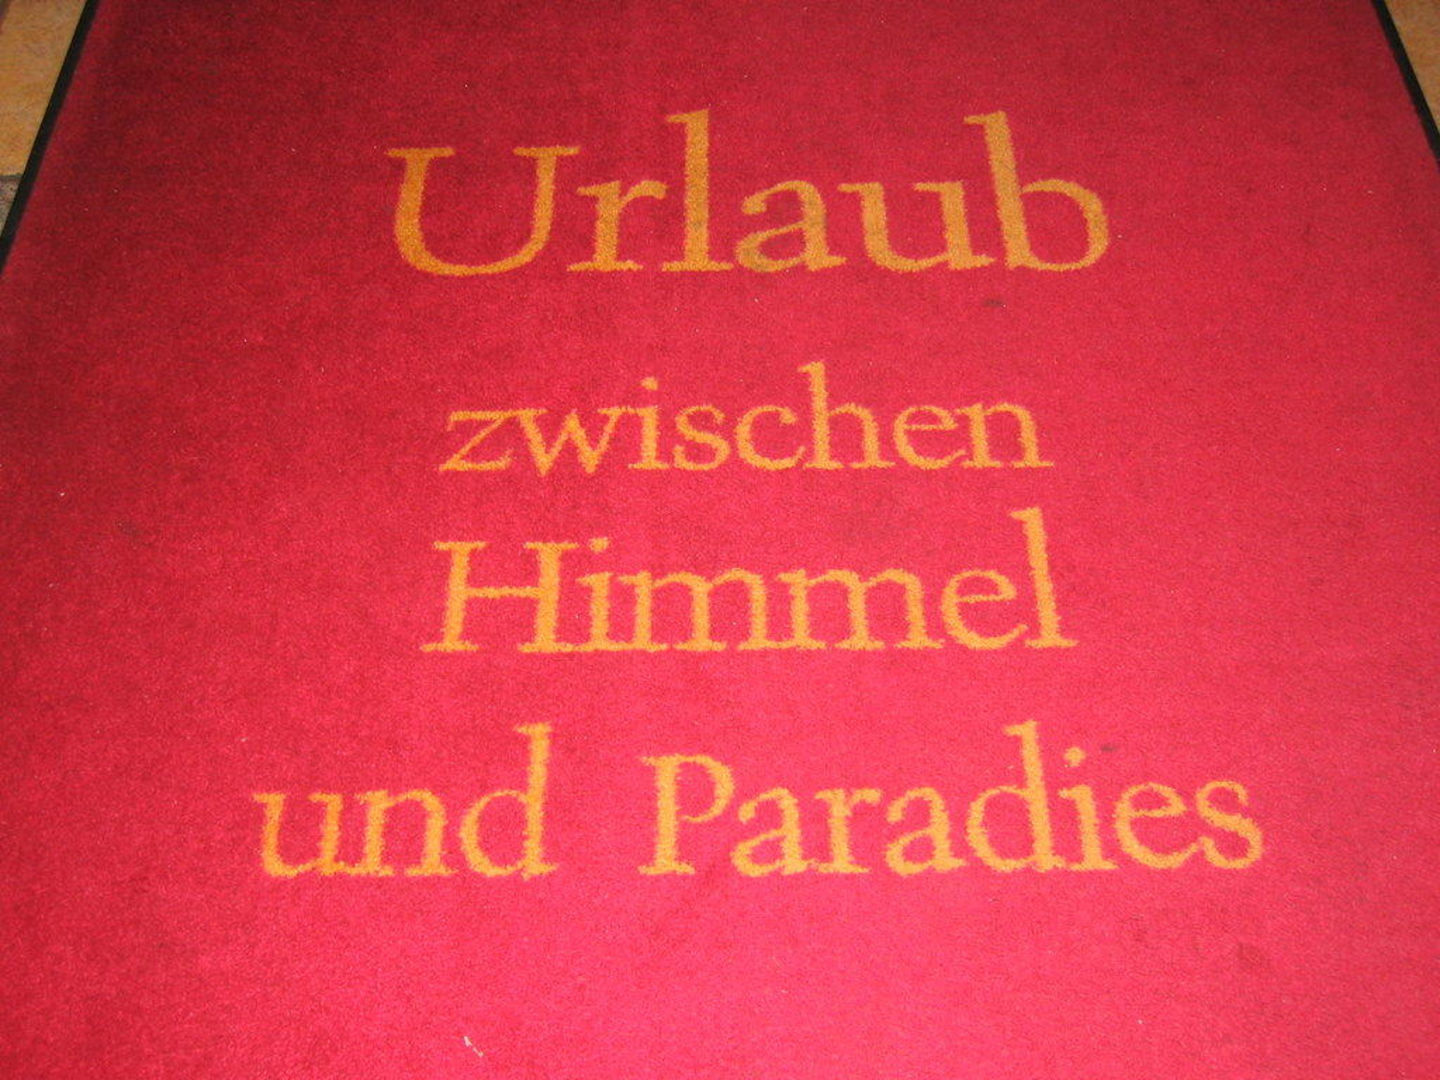 Urlaub
zwischen
Himmel
und Paradies